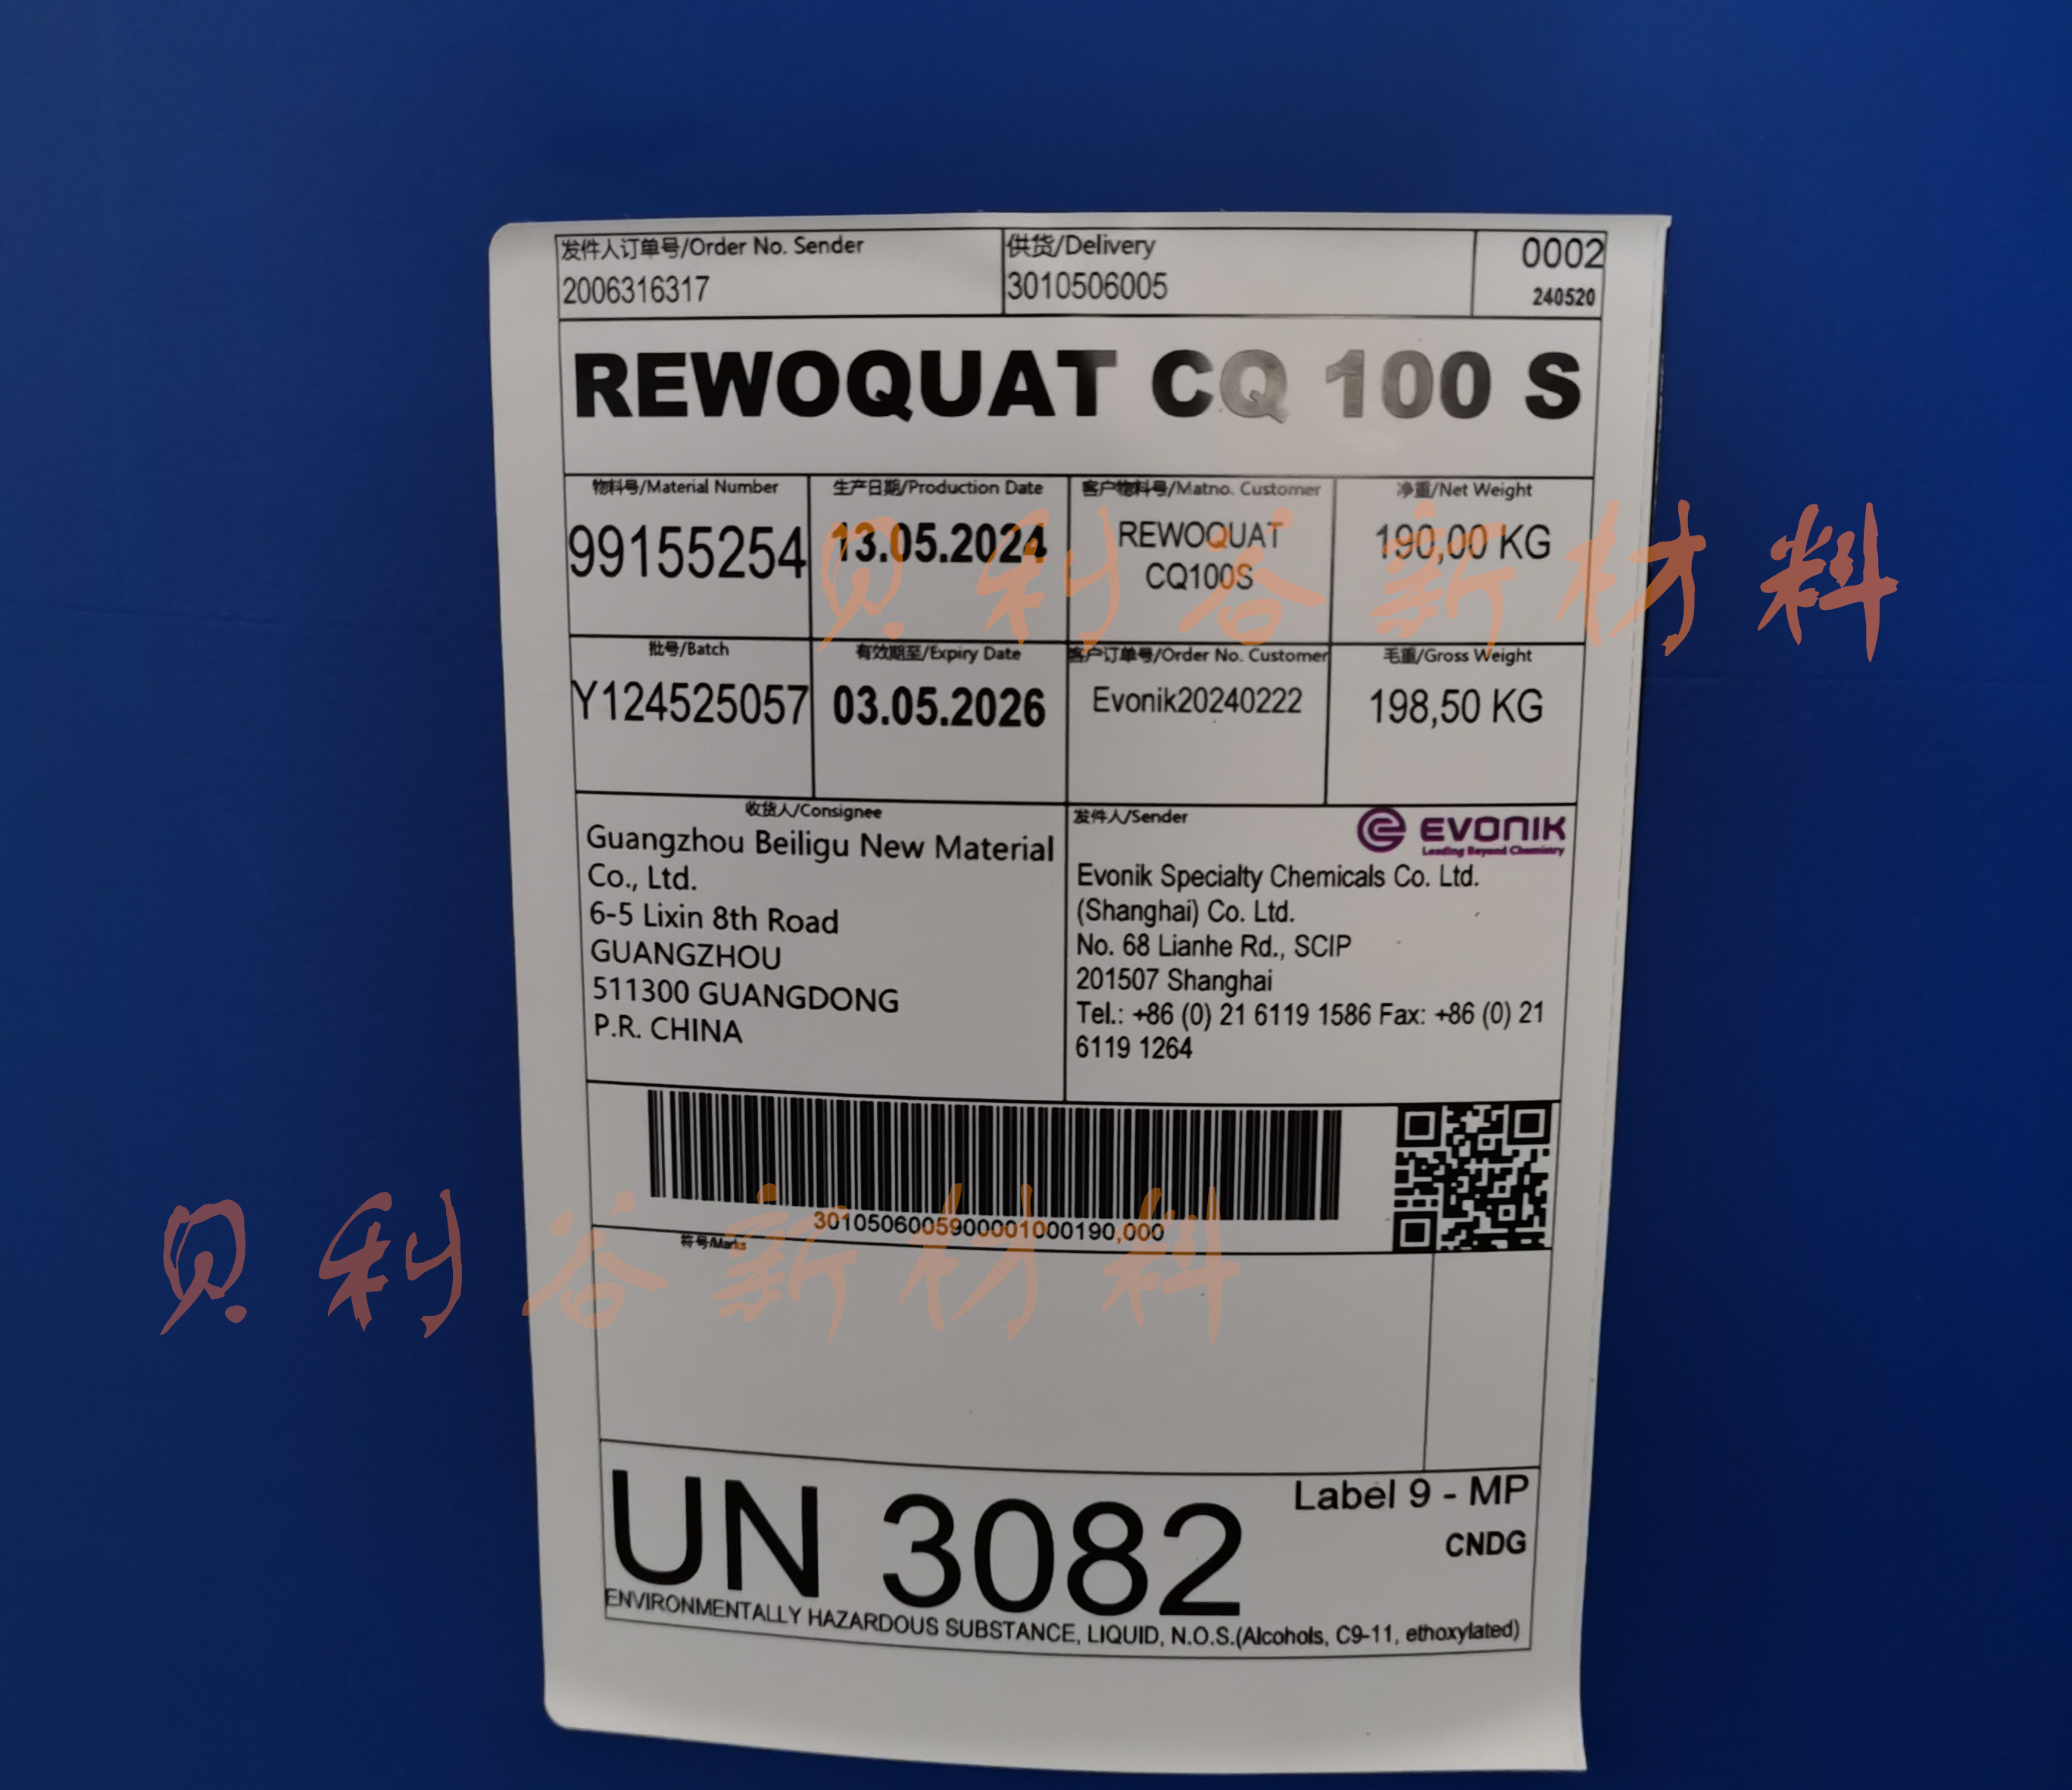 发件人订单号/Order No. Sender
2006316317
供货/Delivery
3010506005
0002
240520
REWOQUAT CQ 100 S
物料号/Material Number
99155254
生产日期/Production Date
13.05.2024
客户物料号/Matno. Customer
REWOQUAT
CQ100S
净重/Net Weight
190,00 KG
贝利谷新材料
批号/Batch
Y124525057
有效期至/Expiry Date
03.05.2026
客户订单号/Order No. Customer
Evonik20240222
毛重/Gross Weight
198,50 KG
收货人/Consignee
Guangzhou Beiligu New Material
Co., Ltd.
6-5 Lixin 8th Road
GUANGZHOU
511300 GUANGDONG
P.R. CHINA
发件人/Sender
EVONIK
Leading Beyond Chemistry
Evonik Specialty Chemicals Co. Ltd.
(Shanghai) Co. Ltd.
No. 68 Lianhe Rd., SCIP
201507 Shanghai
Tel.: +86 (0) 21 6119 1586 Fax: +86 (0) 21
6119 1264
3010506005900001000190,000
符号/Marks
贝利谷新材料
UN 3082
Label 9 - MP
CNDG
ENVIRONMENTALLY HAZARDOUS SUBSTANCE, LIQUID, N.O.S.(Alcohols, C9-11, ethoxylated)